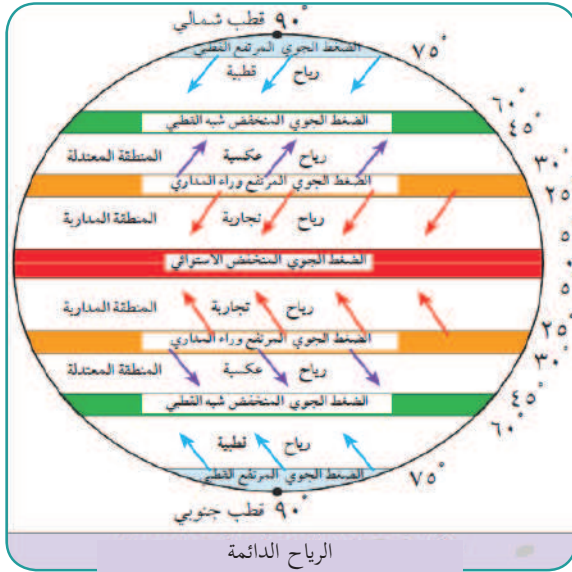 ٩٠° قطب شمالي
٧٥°
الضغط الجوي المرتفع القطبي
رياح قطبية
٦٠°
الضغط الجوي المنخفض شبه القطبي
٤٥°
رياح عكسية المنطقة المعتدلة
٣٠°
الضغط الجوي المرتفع وراء المداري
٢٥°
رياح تجارية المنطقة المدارية
٥°
الضغط الجوي المنخفض الاستوائي
٠°
٥°
رياح تجارية المنطقة المدارية
٢٥°
الضغط الجوي المرتفع وراء المداري
٣٠°
رياح عكسية المنطقة المعتدلة
٤٥°
الضغط الجوي المنخفض شبه القطبي
٦٠°
رياح قطبية
٧٥°
الضغط الجوي المرتفع القطبي
٩٠° قطب جنوبي
الرياح الدائمة